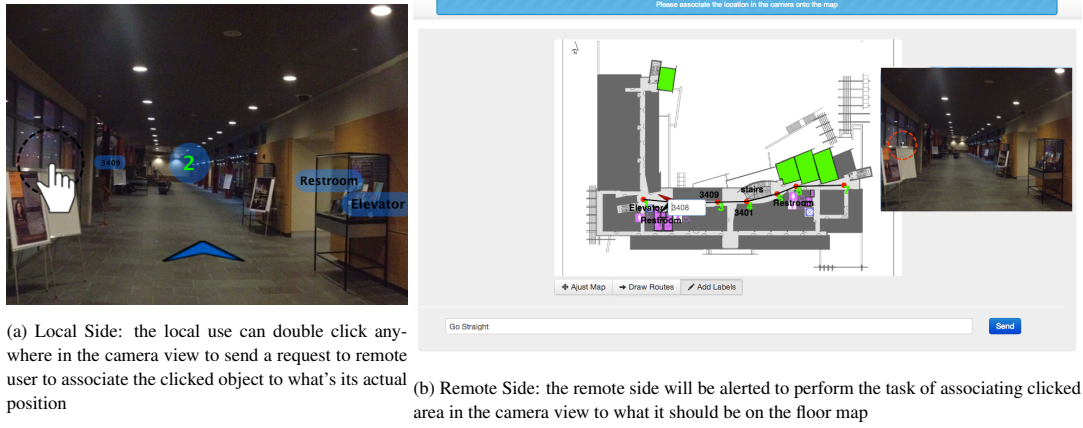 Please associate the location in the camera onto the map
3409
2
Restroom
Elevator
3409
stairs
Elevator
3408
Restroom
3401
Restroom
Ajust Map
Draw Routes
Add Labels
Go Straight
Send
(a) Local Side: the local use can double click any-
where in the camera view to send a request to remote
user to associate the clicked object to what's its actual
position
(b) Remote Side: the remote side will be alerted to perform the task of associating clicked
area in the camera view to what it should be on the floor map